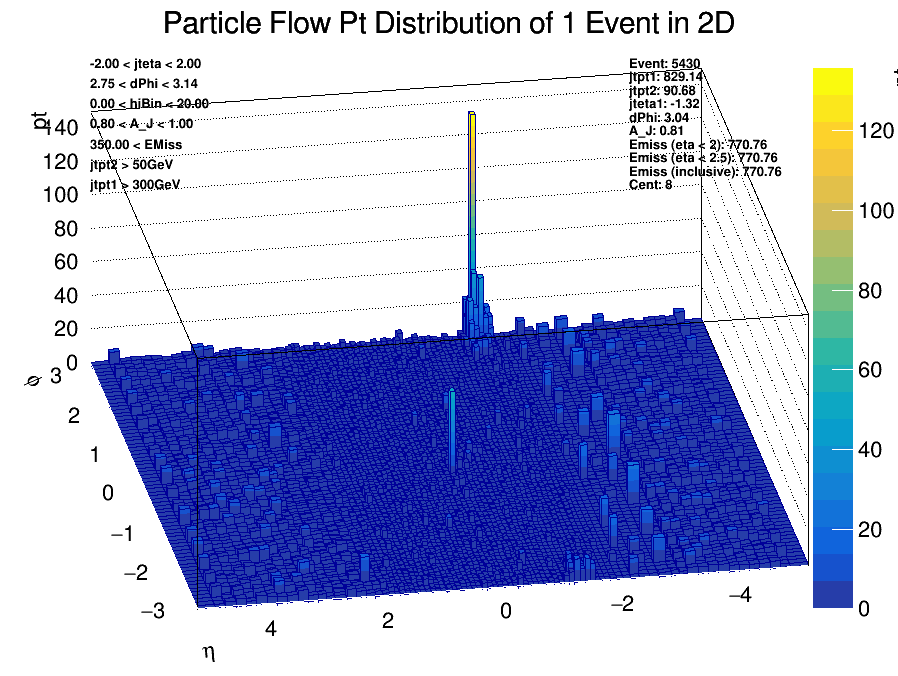 Particle Flow Pt Distribution of 1 Event in 2D
-2.00 < jteta < 2.00
2.75 < dPhi < 3.14
0.00 < hiBin < 20.00
0.80 < A_J < 1.00
350.00 < EMiss
jtpt2 > 50GeV
jtpt1 > 300GeV
Event: 5430
jtpt1: 829.14
jtpt2: 90.68
jteta1: -1.32
dPhi: 3.04
A_J: 0.81
Emiss (eta < 2): 770.76
Emiss (eta < 2.5): 770.76
Emiss (inclusive): 770.76
Cent: 8
pt
140
120
100
80
60
40
20
0
φ
3
2
1
0
−1
−2
−3
4
2
0
−2
−4
η
120
100
80
60
40
20
0